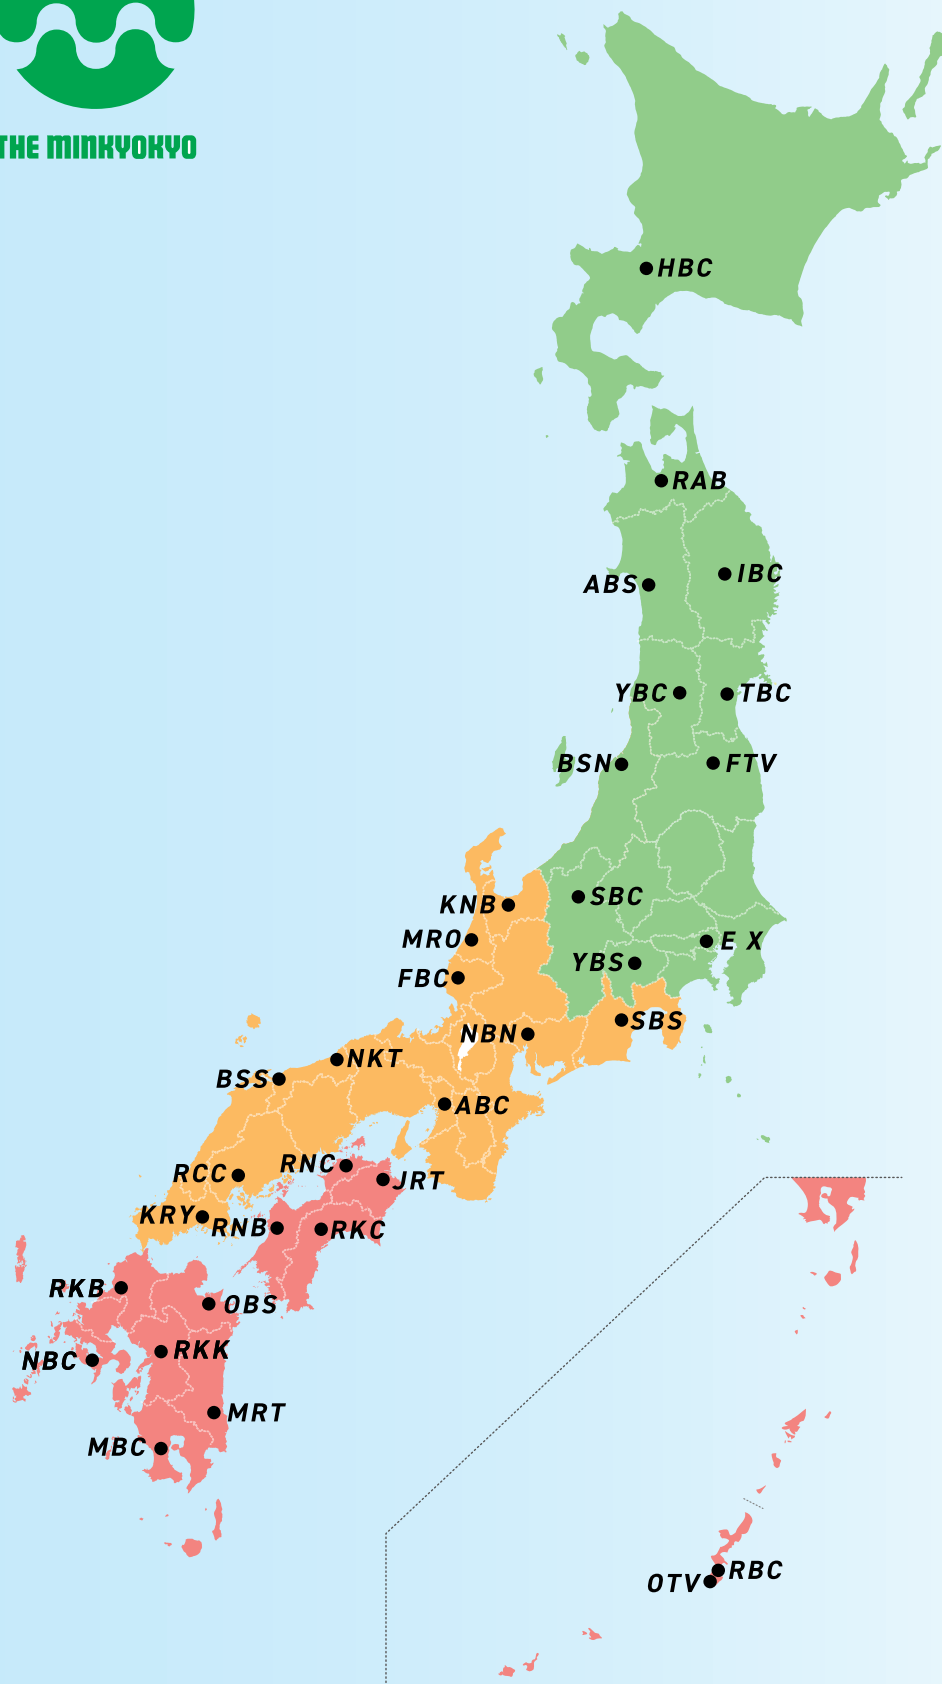 THE MINKYOKYO
HBC
RAB
IBC
ABS
YBC
TBC
BSN
FTV
SBC
KNB
MRO
E X
YBS
FBC
SBS
NBN
NKT
BSS
ABC
RNC
RCC
JRT
KRY
RNB
RKC
RKB
OBS
RKK
NBC
MRT
MBC
RBC
OTV